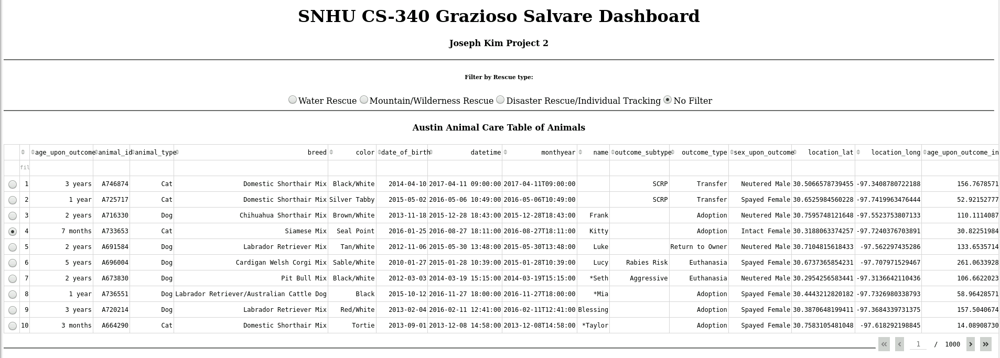 SNHU CS-340 Grazioso Salvare Dashboard
Joseph Kim Project 2
Filter by Rescue type:
Water Rescue Mountain/Wilderness Rescue Disaster Rescue/Individual Tracking No Filter
Austin Animal Care Table of Animals
age_upon_outcome animal_id animal_type breed color date_of_birth datetime monthyear name outcome_subtype outcome_type sex_upon_outcome location_lat location_long age_upon_outcome_in
fil
1 3 years A746874 Cat Domestic Shorthair Mix Black/White 2014-04-10 2017-04-11 09:00:00 2017-04-11T09:00:00 SCRP Transfer Neutered Male 30.5066578739455 -97.3408780722188 156.7678571
2 1 year A725717 Cat Domestic Shorthair Mix Silver Tabby 2015-05-02 2016-05-06 10:49:00 2016-05-06T10:49:00 SCRP Transfer Spayed Female 30.6525984560228 -97.7419963476444 52.92152777
3 2 years A716330 Dog Chihuahua Shorthair Mix Brown/White 2013-11-18 2015-12-28 18:43:00 2015-12-28T18:43:00 Frank Adoption Neutered Male 30.7595748121648 -97.5523753807133 110.1114087
4 7 months A733653 Cat Siamese Mix Seal Point 2016-01-25 2016-08-27 18:11:00 2016-08-27T18:11:00 Kitty Adoption Intact Female 30.3188063374257 -97.7240376703891 30.82251984
5 2 years A691584 Dog Labrador Retriever Mix Tan/White 2012-11-06 2015-05-30 13:48:00 2015-05-30T13:48:00 Luke Return to Owner Neutered Male 30.7104815618433 -97.562297435286 133.6535714
6 5 years A696004 Dog Cardigan Welsh Corgi Mix Sable/White 2010-01-27 2015-01-28 10:39:00 2015-01-28T10:39:00 Lucy Rabies Risk Euthanasia Spayed Female 30.6737365854231 -97.707971529467 261.0633928
7 2 years A673830 Dog Pit Bull Mix Black/White 2012-03-03 2014-03-19 15:15:00 2014-03-19T15:15:00 *Seth Aggressive Euthanasia Neutered Male 30.2954256583441 -97.3136642110436 106.6622023
8 1 year A736551 Dog Labrador Retriever/Australian Cattle Dog Black 2015-10-12 2016-11-27 18:00:00 2016-11-27T18:00:00 *Mia Adoption Spayed Female 30.4443212820182 -97.7326980338793 58.96428571
9 3 years A720214 Dog Labrador Retriever Mix Red/White 2013-02-04 2016-02-11 12:41:00 2016-02-11T12:41:00 Blessing Adoption Spayed Female 30.3870648199411 -97.3684339731375 157.5040674
10 3 months A664290 Cat Domestic Shorthair Mix Tortie 2013-09-01 2013-12-08 14:58:00 2013-12-08T14:58:00 *Taylor Adoption Spayed Female 30.7583105481048 -97.618292198845 14.08908730
1 / 1000